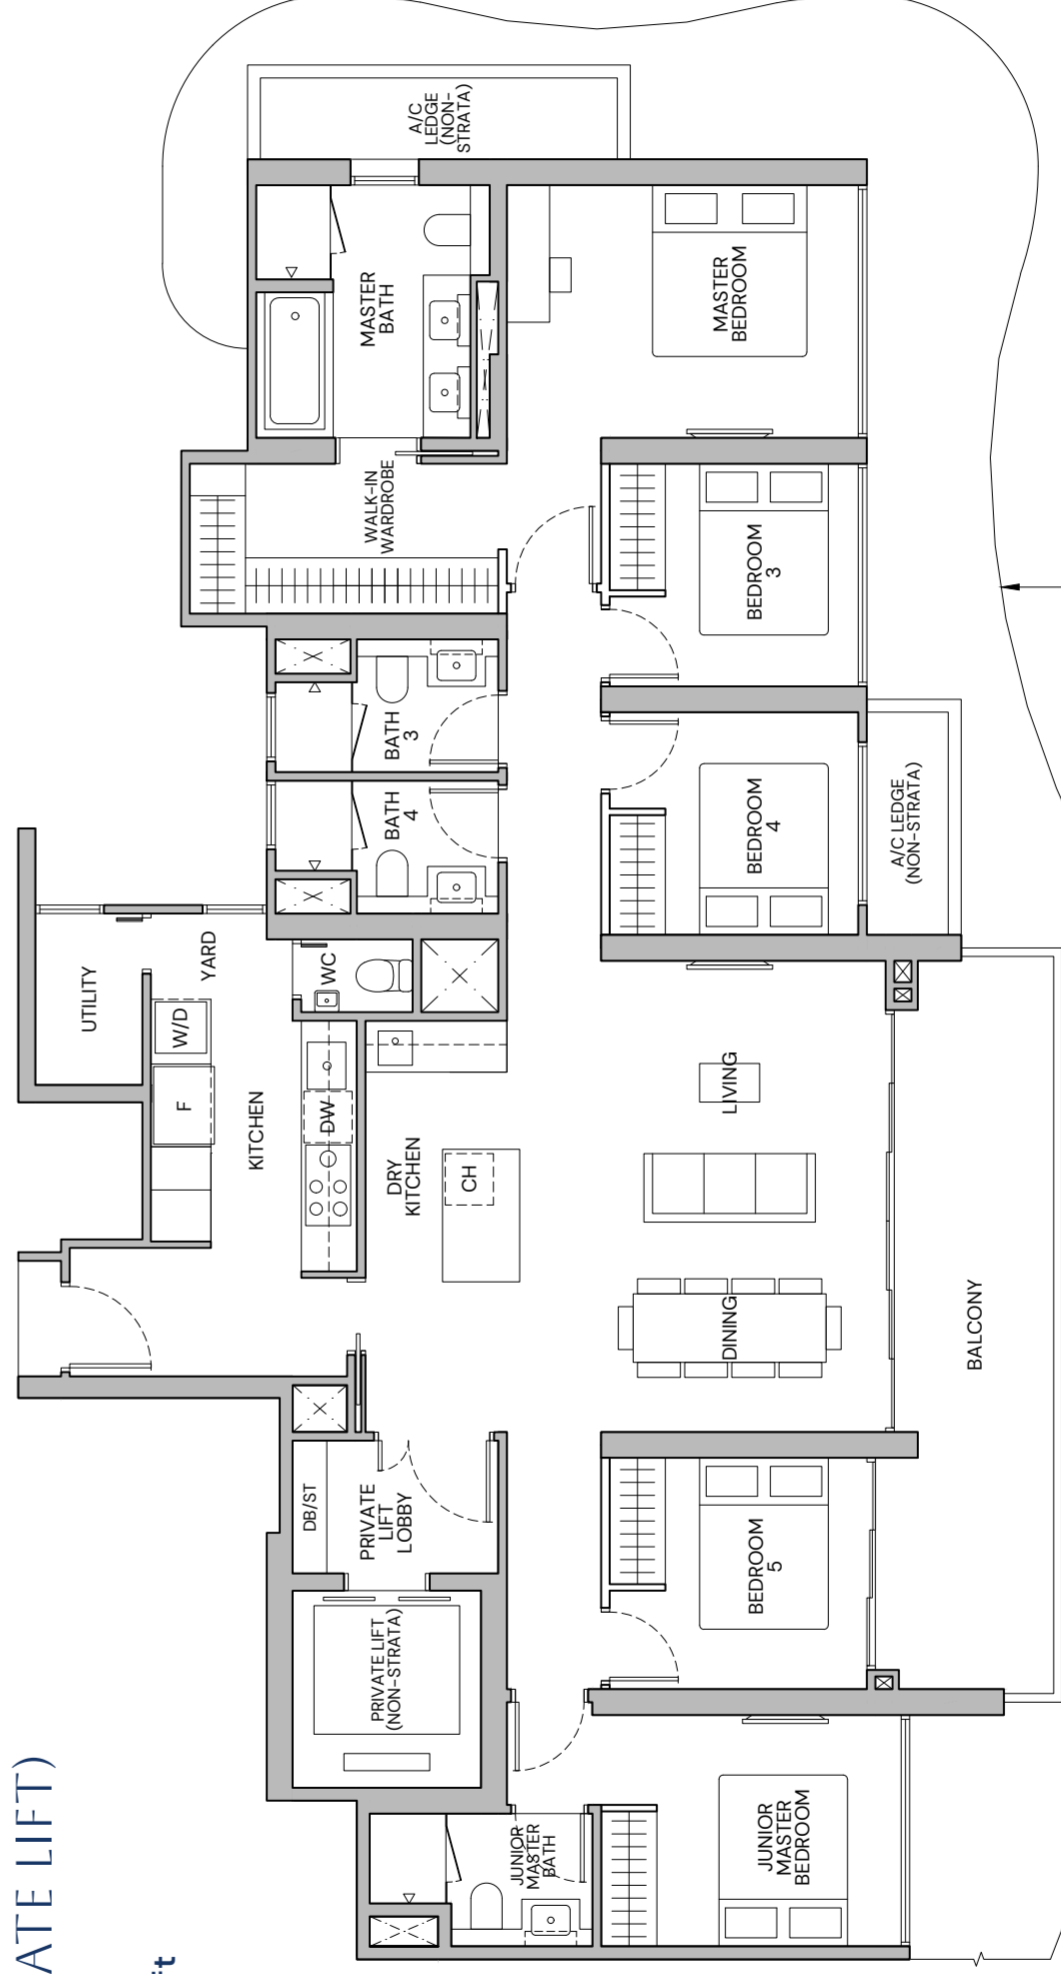 ATE LIFT)
ift
A/C
LEDGE
(NON-
STRATA)
MASTER
BATH
MASTER
BEDROOM
WALK-IN
WARDROBE
BEDROOM
3
BATH
3
BATH
4
BEDROOM
4
A/C LEDGE
(NON-STRATA)
UTILITY
YARD
WC
W/D
F
KITCHEN
DW
DRY
KITCHEN
CH
LIVING
DINING
BALCONY
DB/ST
PRIVATE
LIFT
LOBBY
PRIVATE LIFT
(NON-STRATA)
BEDROOM
5
JUNIOR
MASTER
BATH
JUNIOR
MASTER
BEDROOM